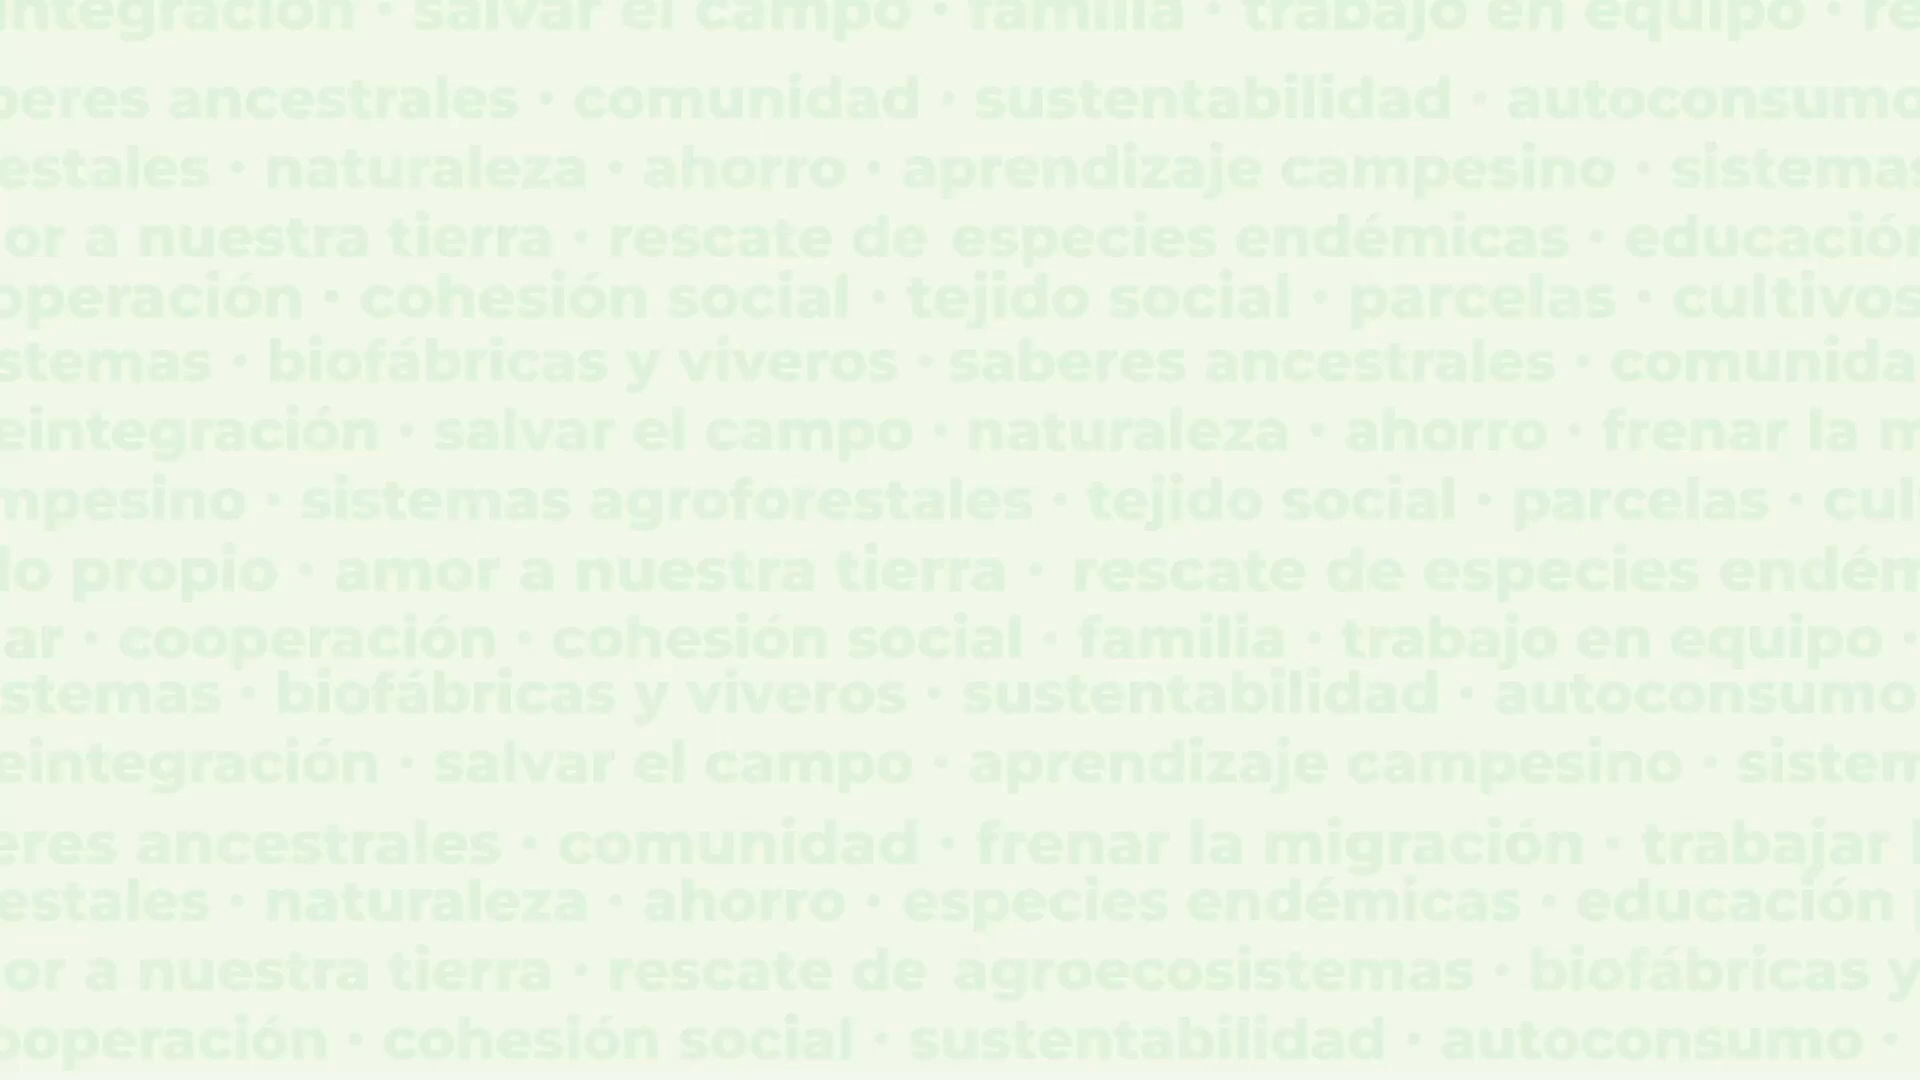 integración · salvar el campo · familia · trabajo en equipo · re
beres ancestrales · comunidad · sustentabilidad · autoconsumo
estales · naturaleza · ahorro · aprendizaje campesino · sistemas
or a nuestra tierra · rescate de especies endémicas · educación
operación · cohesión social · tejido social · parcelas · cultivos
stemas · biofábricas y viveros · saberes ancestrales · comunida
eintegración · salvar el campo · naturaleza · ahorro · frenar la m
mpesino · sistemas agroforestales · tejido social · parcelas · cul
lo propio · amor a nuestra tierra · rescate de especies endém
ar · cooperación · cohesión social · familia · trabajo en equipo ·
stemas · biofábricas y viveros · sustentabilidad · autoconsumo
eintegración · salvar el campo · aprendizaje campesino · sistem
eres ancestrales · comunidad · frenar la migración · trabajar l
estales · naturaleza · ahorro · especies endémicas · educación p
or a nuestra tierra · rescate de agroecosistemas · biofábricas y
ooperación · cohesión social · sustentabilidad · autoconsumo ·